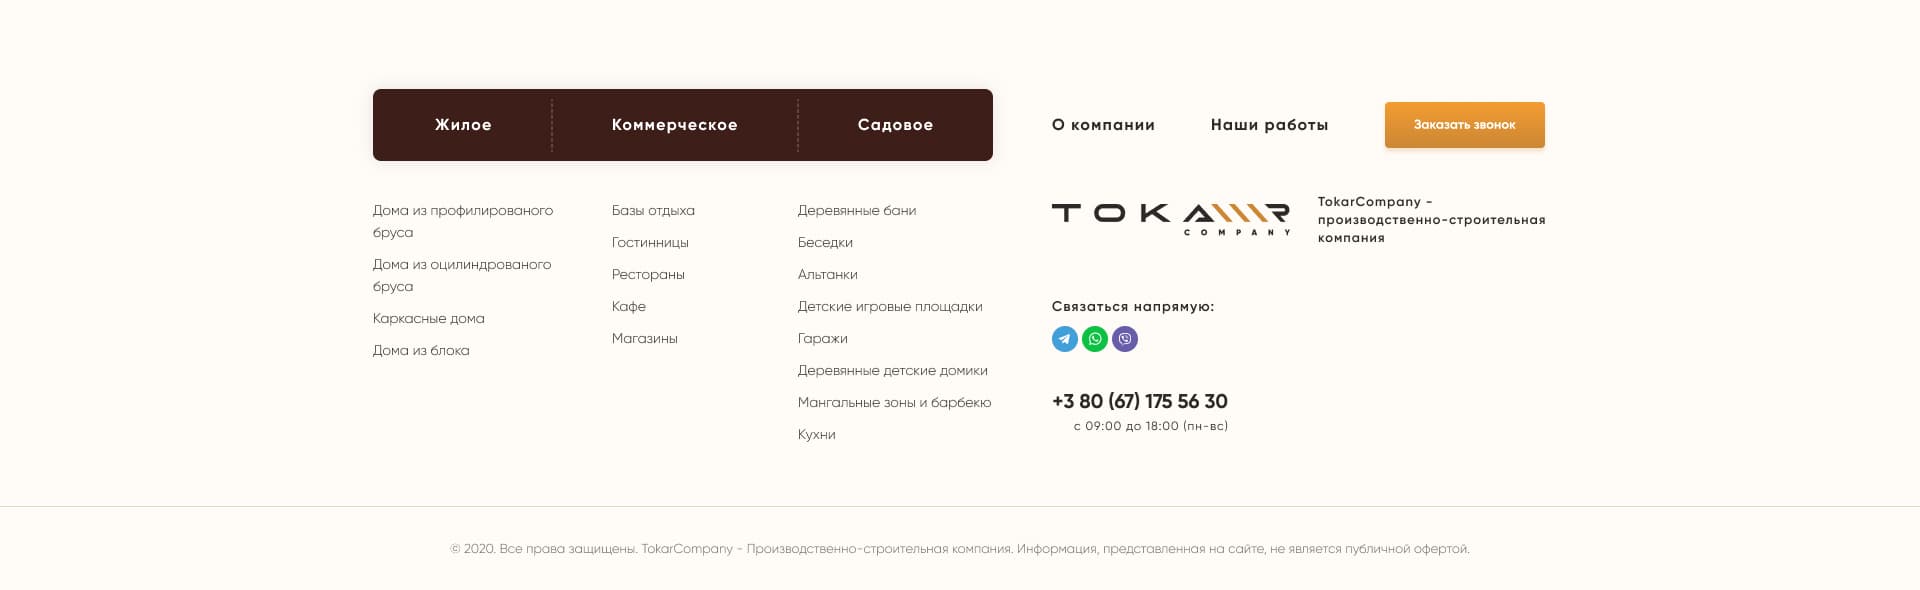 Жилое
Коммерческое
Садовое
О компании
Наши работы
Заказать звонок
Дома из профилированого
бруса
Дома из оцилиндрованого
бруса
Каркасные дома
Дома из блока
Базы отдыха
Гостинницы
Рестораны
Кафе
Магазины
Деревянные бани
Беседки
Альтанки
Детские игровые площадки
Гаражи
Деревянные детские домики
Мангальные зоны и барбекю
Кухни
TOKAR
COMPANY
TokarCompany -
производственно-строительная
компания
Связаться напрямую:
+3 80 (67) 175 56 30
с 09:00 до 18:00 (пн-вс)
© 2020. Все права защищены. TokarCompany - Производственно-строительная компания. Информация, представленная на сайте, не является публичной офертой.